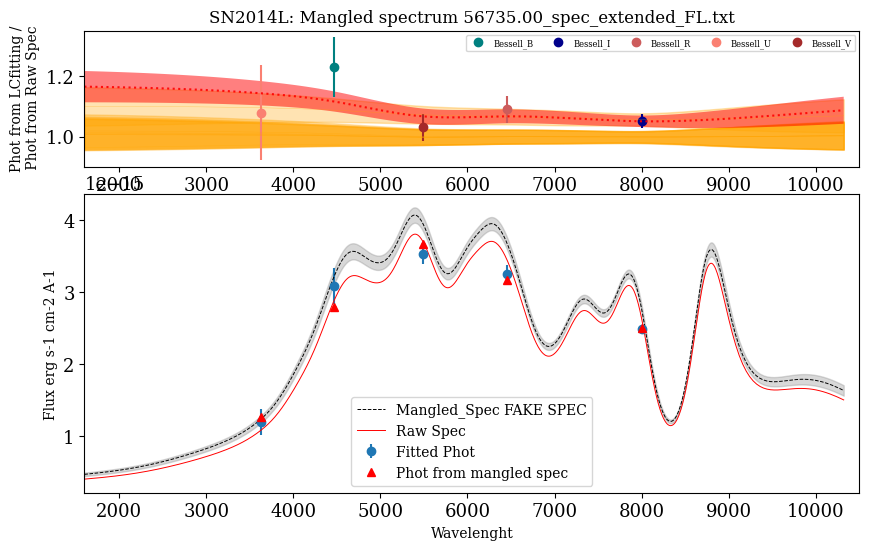 SN2014L: Mangled spectrum 56735.00_spec_extended_FL.txt
Phot from LCfitting /
Phot from Raw Spec
Bessell_B Bessell_I Bessell_R Bessell_U Bessell_V
1.2
1.0
2000 3000 4000 5000 6000 7000 8000 9000 10000
1e−15
Flux erg s-1 cm-2 A-1
4
3
2
1
Mangled_Spec FAKE SPEC
Raw Spec
Fitted Phot
Phot from mangled spec
2000 3000 4000 5000 6000 7000 8000 9000 10000
Wavelenght